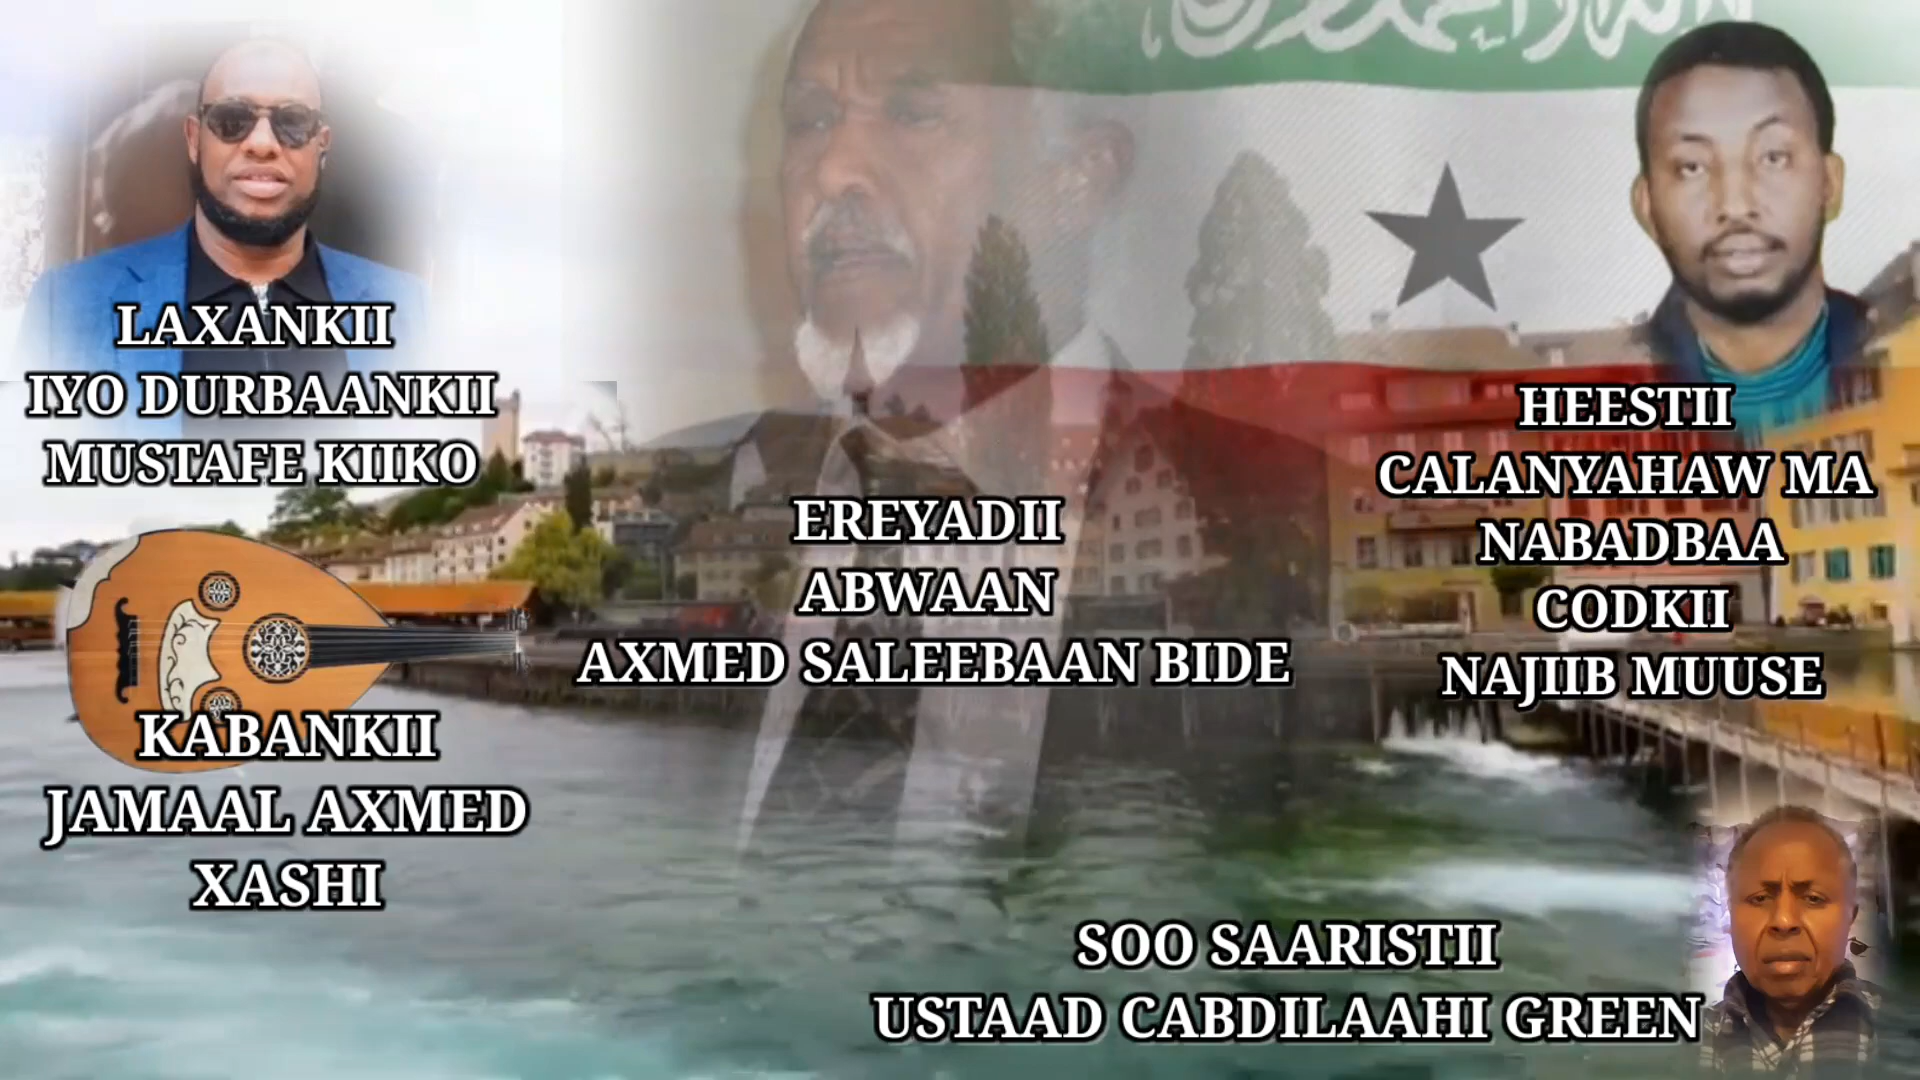 LAXANKII
IYO DURBAANKII
MUSTAFE KIIKO
KABANKII
JAMAAL AXMED
XASHI
EREYADII
ABWAAN
AXMED SALEEBAAN BIDE
HEESTII
CALANYAHAW MA
NABADBAA
CODKII
NAJIIB MUUSE
SOO SAARISTII
USTAAD CABDILAAHI GREEN